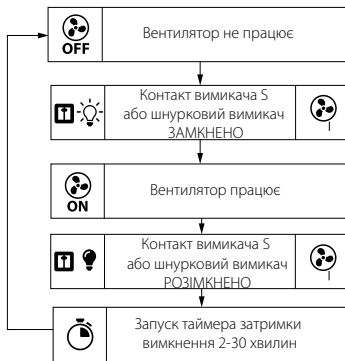 OFF
Вентилятор не працює
Контакт вимикача S
або шнурковий вимикач
ЗАМКНЕНО
ON
Вентилятор працює
Контакт вимикача S
або шнурковий вимикач
РОЗІМКНЕНО
Запуск таймера затримки
вимкнення 2-30 хвилин